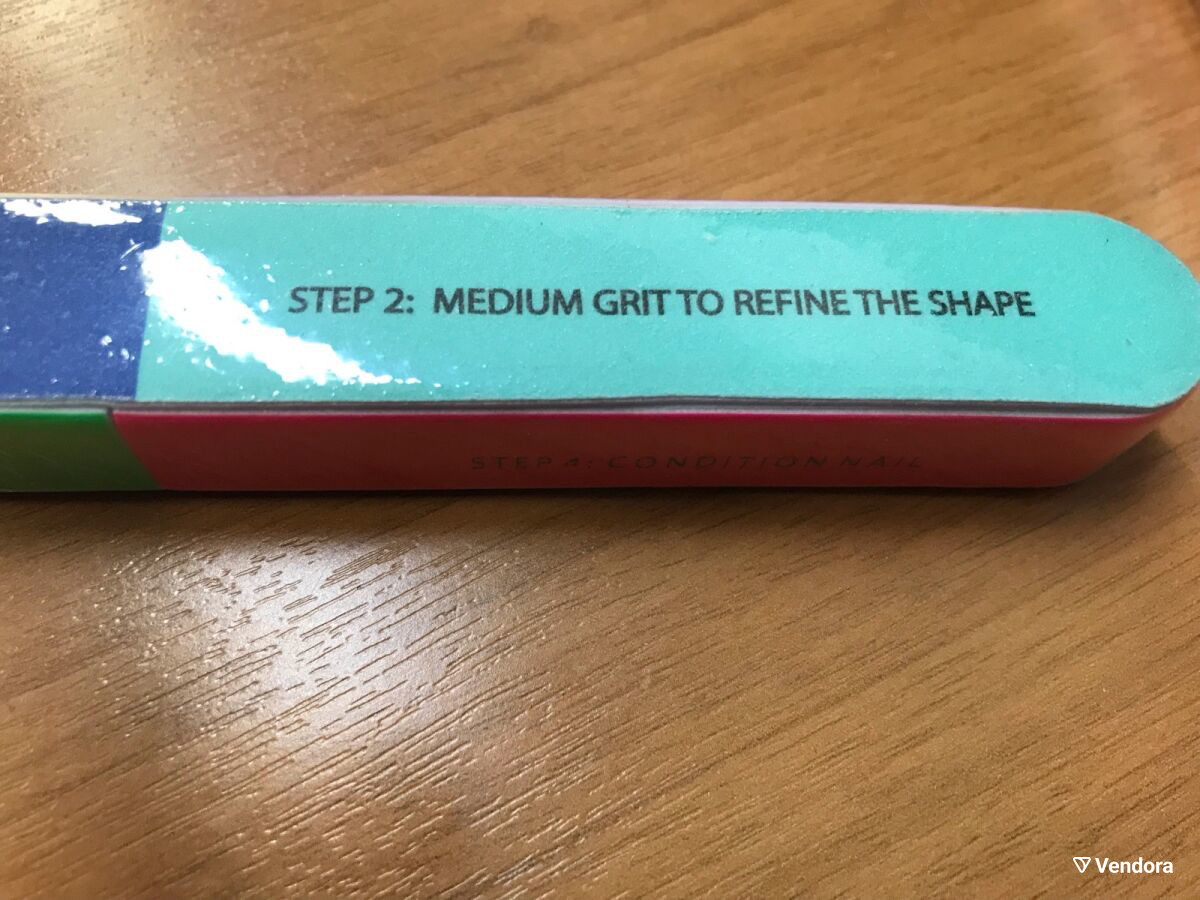 STEP 2: MEDIUM GRIT TO REFINE THE SHAPE
STEP 4: CONDITION NAIL
Vendora